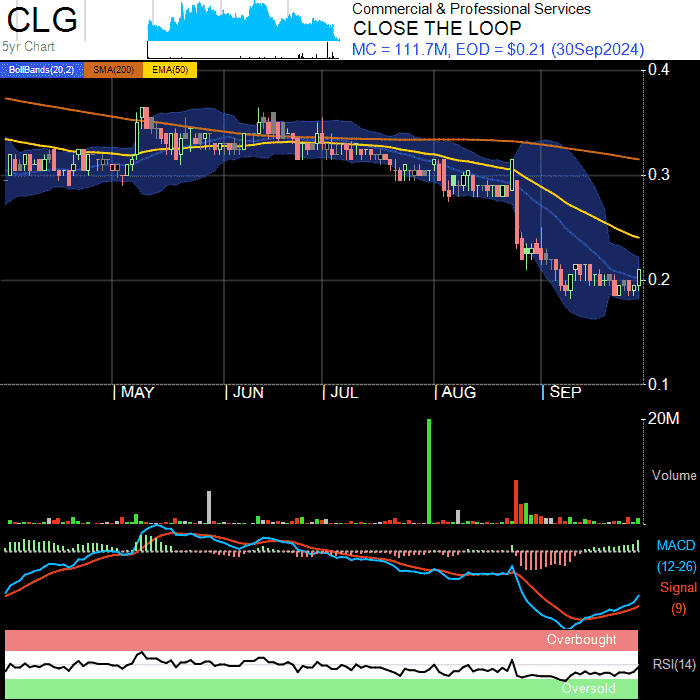 CLG
5yr Chart
Commercial & Professional Services
CLOSE THE LOOP
MC = 111.7M, EOD = $0.21 (30Sep2024)
BollBands(20,2) SMA(200) EMA(50)
0.4
0.3
0.2
0.1
MAY JUN JUL AUG SEP
20M
Volume
MACD
(12-26)
Signal
(9)
Overbought
RSI(14)
Oversold